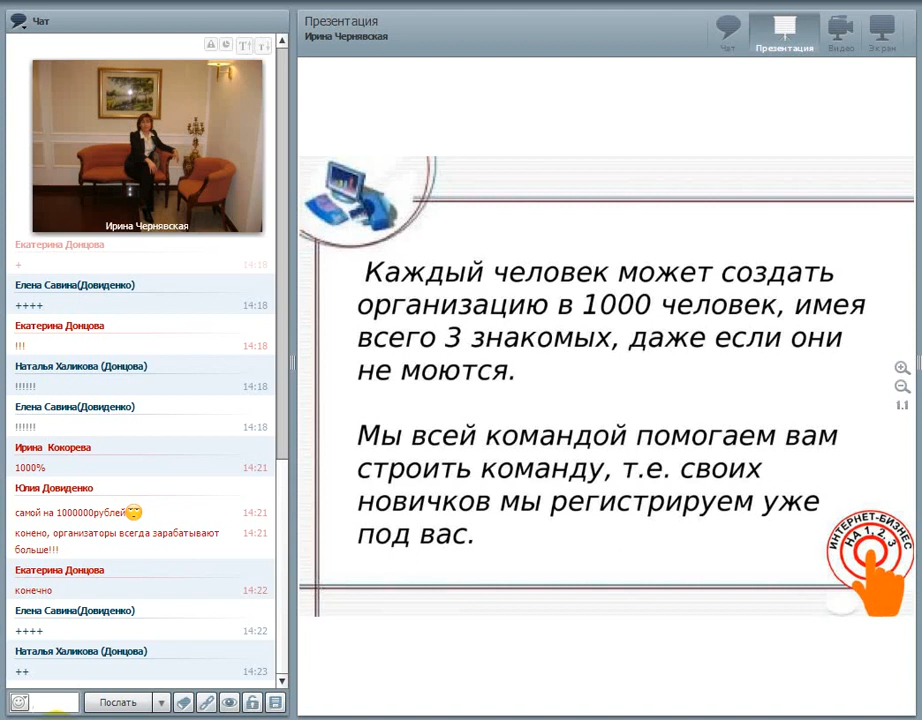 Чат
Ирина Чернявская
Екатерина Донцова
+
14:18
Елена Савина(Довиденко)
++++
14:18
Екатерина Донцова
!!!
14:18
Наталья Халикова (Донцова)
!!!!!!
14:18
Елена Савина(Довиденко)
!!!!!!
14:18
Ирина Кокорева
1000%
14:21
Юлия Довиденко
самой на 1000000рублей
14:21
конено, организаторы всегда зарабатывают
14:21
больше!!!
Екатерина Донцова
конечно
14:22
Елена Савина(Довиденко)
++++
14:22
Наталья Халикова (Донцова)
++
14:23
Послать
Презентация
Ирина Чернявская
Чат
Презентация
Видео
Экран
Каждый человек может создать
организацию в 1000 человек, имея
всего 3 знакомых, даже если они
не моются.
Мы всей командой помогаем вам
строить команду, т.е. своих
новичков мы регистрируем уже
под вас.
ИНТЕРНЕТ-БИЗНЕС
НА 1, 2, 3
1.1